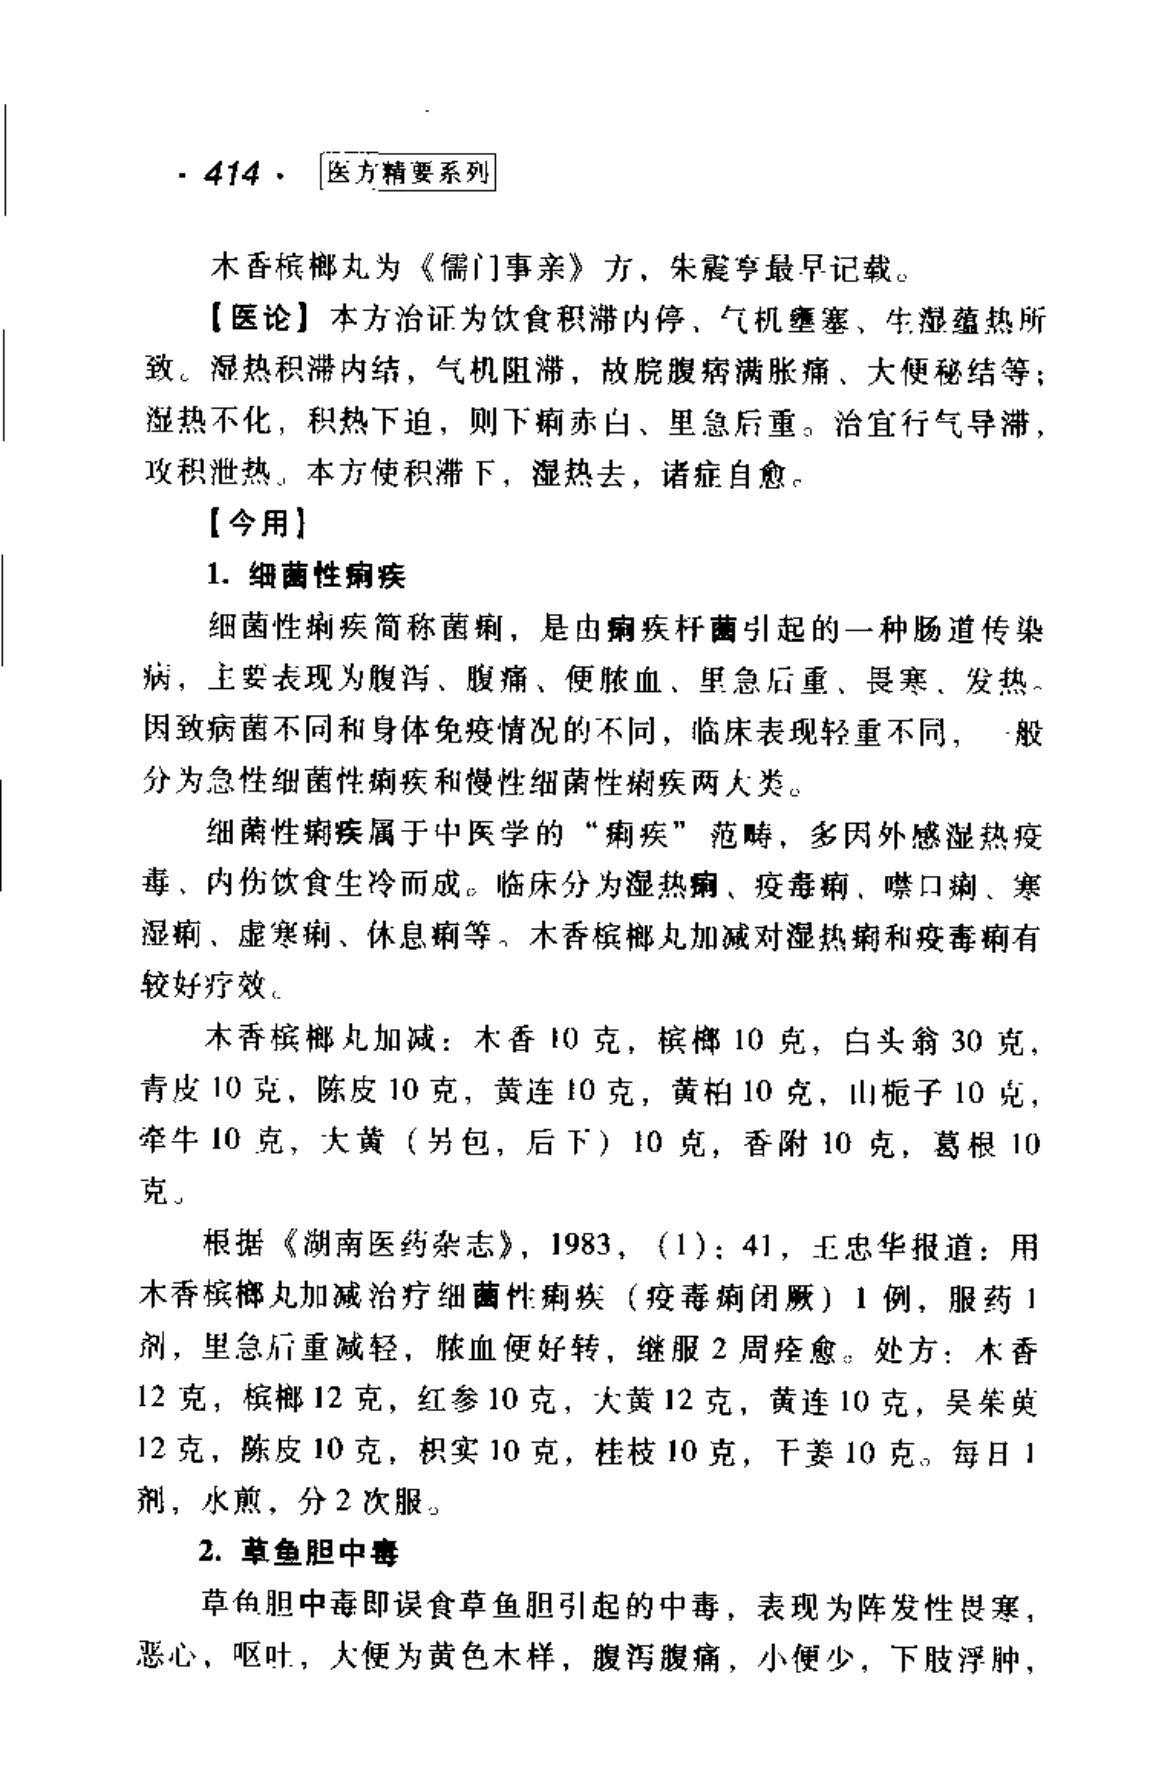 · 414 · 医方精要系列
木香槟榔丸为《儒门事亲》方，朱震亨最早记载。
【医论】本方治证为饮食积滞内停、气机壅塞、生湿蕴热所
致。湿热积滞内结，气机阻滞，故脘腹痞满胀痛、大便秘结等；
湿热不化，积热下迫，则下痢赤白、里急后重。治宜行气导滞，
攻积泄热。本方使积滞下，湿热去，诸症自愈。
【今用】
1. 细菌性痢疾
细菌性痢疾简称菌痢，是由痢疾杆菌引起的一种肠道传染
病，主要表现为腹泻、腹痛、便脓血、里急后重、畏寒、发热。
因致病菌不同和身体免疫情况的不同，临床表现轻重不同，一般
分为急性细菌性痢疾和慢性细菌性痢疾两大类。
细菌性痢疾属于中医学的“痢疾”范畴，多因外感湿热疫
毒、内伤饮食生冷而成。临床分为湿热痢、疫毒痢、噤口痢、寒
湿痢、虚寒痢、休息痢等。木香槟榔丸加减对湿热痢和疫毒痢有
较好疗效。
木香槟榔丸加减：木香 10 克，槟榔 10 克，白头翁 30 克，
青皮 10 克，陈皮 10 克，黄连 10 克，黄柏 10 克，山栀子 10 克，
牵牛 10 克，大黄（另包，后下）10 克，香附 10 克，葛根 10
克。
根据《湖南医药杂志》，1983，（1）：41，王忠华报道：用
木香槟榔丸加减治疗细菌性痢疾（疫毒痢闭厥）1 例，服药 1
剂，里急后重减轻，脓血便好转，继服 2 周痊愈。处方：木香
12 克，槟榔 12 克，红参 10 克，大黄 12 克，黄连 10 克，吴茱萸
12 克，陈皮 10 克，枳实 10 克，桂枝 10 克，干姜 10 克。每日 1
剂，水煎，分 2 次服。
2. 草鱼胆中毒
草鱼胆中毒即误食草鱼胆引起的中毒，表现为阵发性畏寒，
恶心，呕吐，大便为黄色木样，腹泻腹痛，小便少，下肢浮肿，